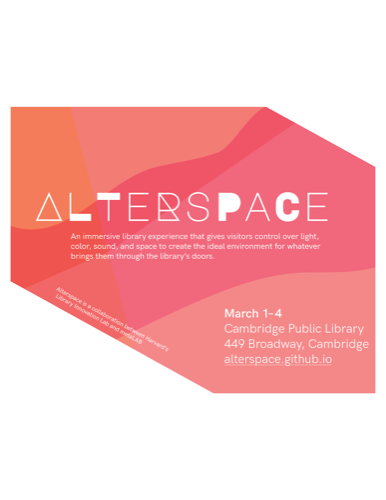 ALTERSPACE
An immersive library experience that gives visitors control over light,
color, sound, and space to create the ideal environment for whatever
brings them through the library's doors.
Alterspace is a collaboration between Harvard's
Library Innovation Lab and metaLAB
March 1–4
Cambridge Public Library
449 Broadway, Cambridge
alterspace.github.io